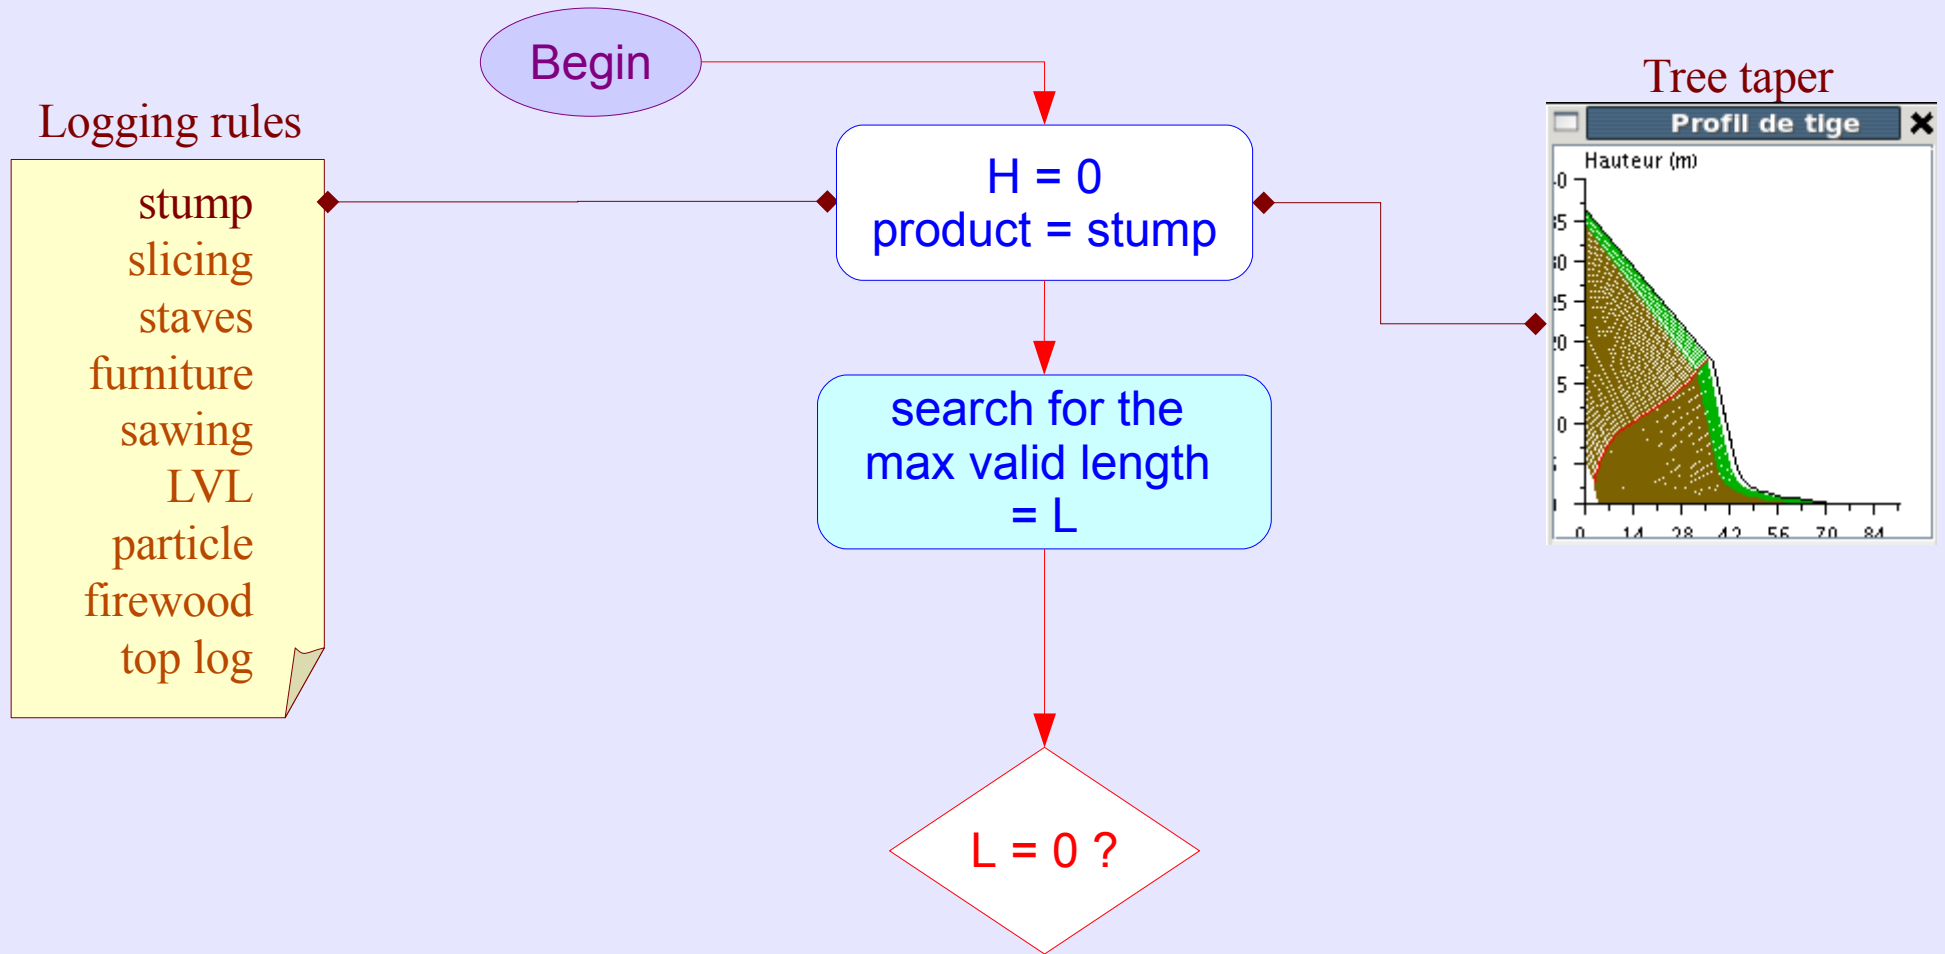 Begin
Tree taper
Logging rules
Profil de tige
Hauteur (m)
H = 0
product = stump
stump
slicing
staves
furniture
sawing
LVL
particle
firewood
top log
search for the
max valid length
= L
0 14 28 42 56 70 84
L = 0 ?